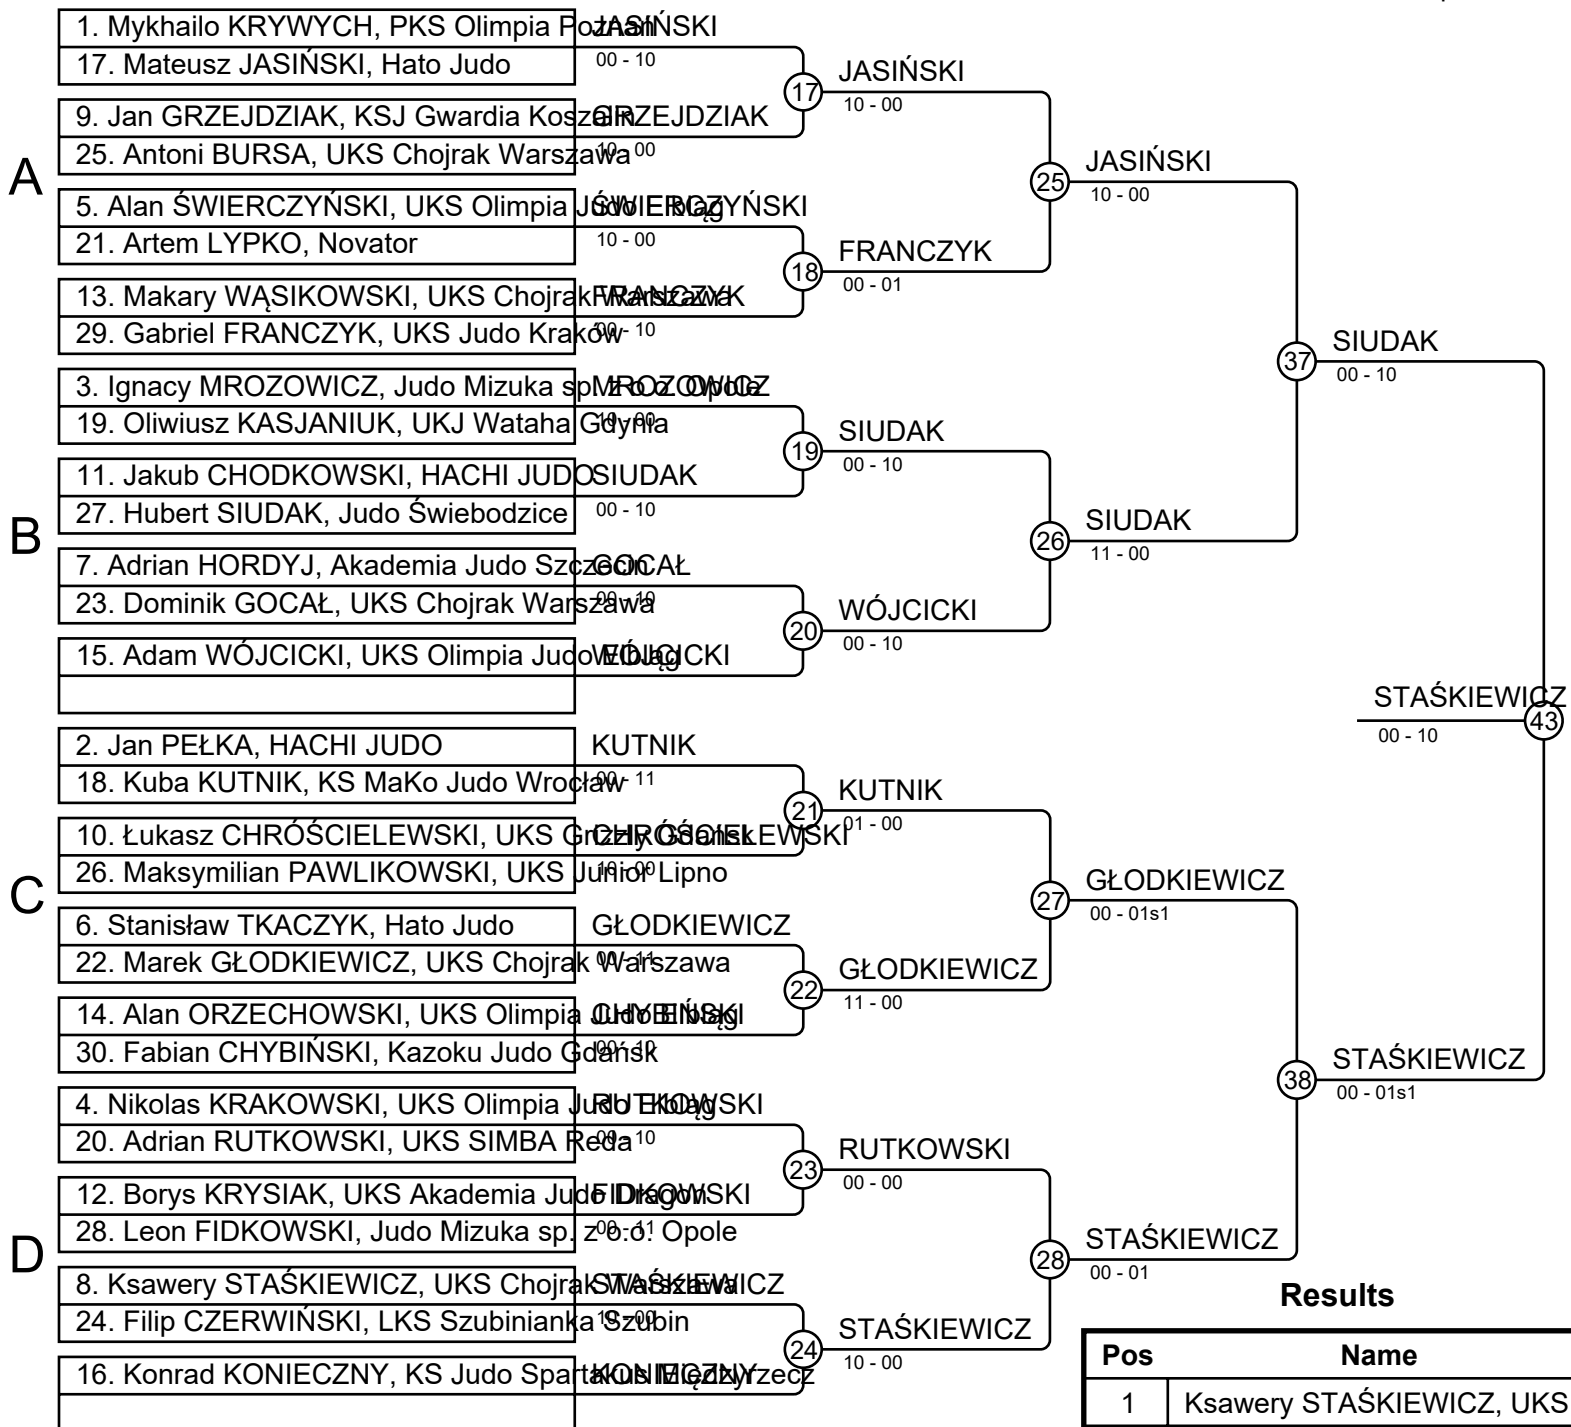 1. Mykhailo KRYWYCH, PKS Olimpia Poznań
JASIŃSKI
00 - 10
17. Mateusz JASIŃSKI, Hato Judo
17
JASIŃSKI
10 - 00
9. Jan GRZEJDZIAK, KSJ Gwardia Koszalin
GRZEJDZIAK
10 - 00
25. Antoni BURSA, UKS Chojrak Warszawa
A
25
JASIŃSKI
10 - 00
5. Alan ŚWIERCZYŃSKI, UKS Olimpia Judo Elbląg
ŚWIERCZYŃSKI
10 - 00
21. Artem LYPKO, Novator
18
FRANCZYK
00 - 01
13. Makary WĄSIKOWSKI, UKS Chojrak Warszawa
FRANCZYK
00 - 10
29. Gabriel FRANCZYK, UKS Judo Kraków
37
SIUDAK
00 - 10
3. Ignacy MROZOWICZ, Judo Mizuka sp. z o.o. Opole
MROZOWICZ
10 - 00
19. Oliwiusz KASJANIUK, UKJ Wataha Gdynia
19
SIUDAK
00 - 10
11. Jakub CHODKOWSKI, HACHI JUDO
SIUDAK
00 - 10
27. Hubert SIUDAK, Judo Świebodzice
B
26
SIUDAK
11 - 00
7. Adrian HORDYJ, Akademia Judo Szczecin
GOCAŁ
00 - 10
23. Dominik GOCAŁ, UKS Chojrak Warszawa
20
WÓJCICKI
00 - 10
15. Adam WÓJCICKI, UKS Olimpia Judo Elbląg
WÓJCICKI
STAŚKIEWICZ
00 - 10
43
2. Jan PEŁKA, HACHI JUDO
KUTNIK
00 - 11
18. Kuba KUTNIK, KS MaKo Judo Wrocław
21
KUTNIK
01 - 00
10. Łukasz CHRÓŚCIELEWSKI, UKS Grizzly Gdańsk
CHRÓŚCIELEWSKI
10 - 00
26. Maksymilian PAWLIKOWSKI, UKS Junior Lipno
C
27
GŁODKIEWICZ
00 - 01s1
6. Stanisław TKACZYK, Hato Judo
GŁODKIEWICZ
00 - 11
22. Marek GŁODKIEWICZ, UKS Chojrak Warszawa
22
GŁODKIEWICZ
11 - 00
14. Alan ORZECHOWSKI, UKS Olimpia Judo Elbląg
CHYBIŃSKI
00 - 10
30. Fabian CHYBIŃSKI, Kazoku Judo Gdańsk
38
STAŚKIEWICZ
00 - 01s1
4. Nikolas KRAKOWSKI, UKS Olimpia Judo Elbląg
RUTKOWSKI
00 - 10
20. Adrian RUTKOWSKI, UKS SIMBA Reda
23
RUTKOWSKI
00 - 00
12. Borys KRYSIAK, UKS Akademia Judo Dragon
FIDKOWSKI
00 - 11
28. Leon FIDKOWSKI, Judo Mizuka sp. z o.o. Opole
D
28
STAŚKIEWICZ
00 - 01
8. Ksawery STAŚKIEWICZ, UKS Chojrak Warszawa
STAŚKIEWICZ
10 - 00
24. Filip CZERWIŃSKI, LKS Szubinianka Szubin
24
STAŚKIEWICZ
10 - 00
16. Konrad KONIECZNY, KS Judo Spartakus Międzyrzecz
KONIECZNY
Results
Pos Name
1 Ksawery STAŚKIEWICZ, UKS